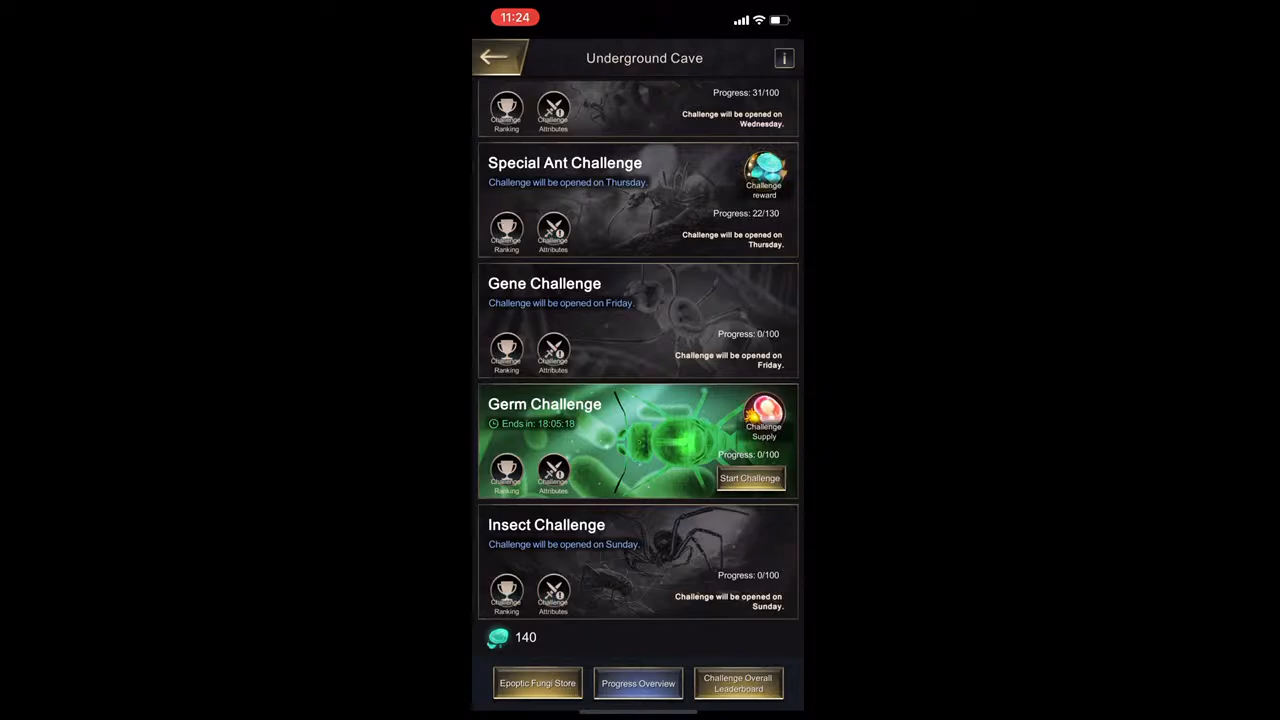 11:24
Underground Cave
i
Progress: 31/100
Challenge will be opened on
Wednesday.
Challenge
Ranking
Challenge
Attributes
Special Ant Challenge
Challenge will be opened on Thursday.
Challenge
reward
Progress: 22/130
Challenge will be opened on
Thursday.
Challenge
Ranking
Challenge
Attributes
Gene Challenge
Challenge will be opened on Friday.
Progress: 0/100
Challenge will be opened on
Friday.
Challenge
Ranking
Challenge
Attributes
Germ Challenge
Ends in: 18:05:18
Challenge
Supply
Progress: 0/100
Start Challenge
Challenge
Ranking
Challenge
Attributes
Insect Challenge
Challenge will be opened on Sunday.
Progress: 0/100
Challenge will be opened on
Sunday.
Challenge
Ranking
Challenge
Attributes
140
Epoptic Fungi Store
Progress Overview
Challenge Overall
Leaderboard